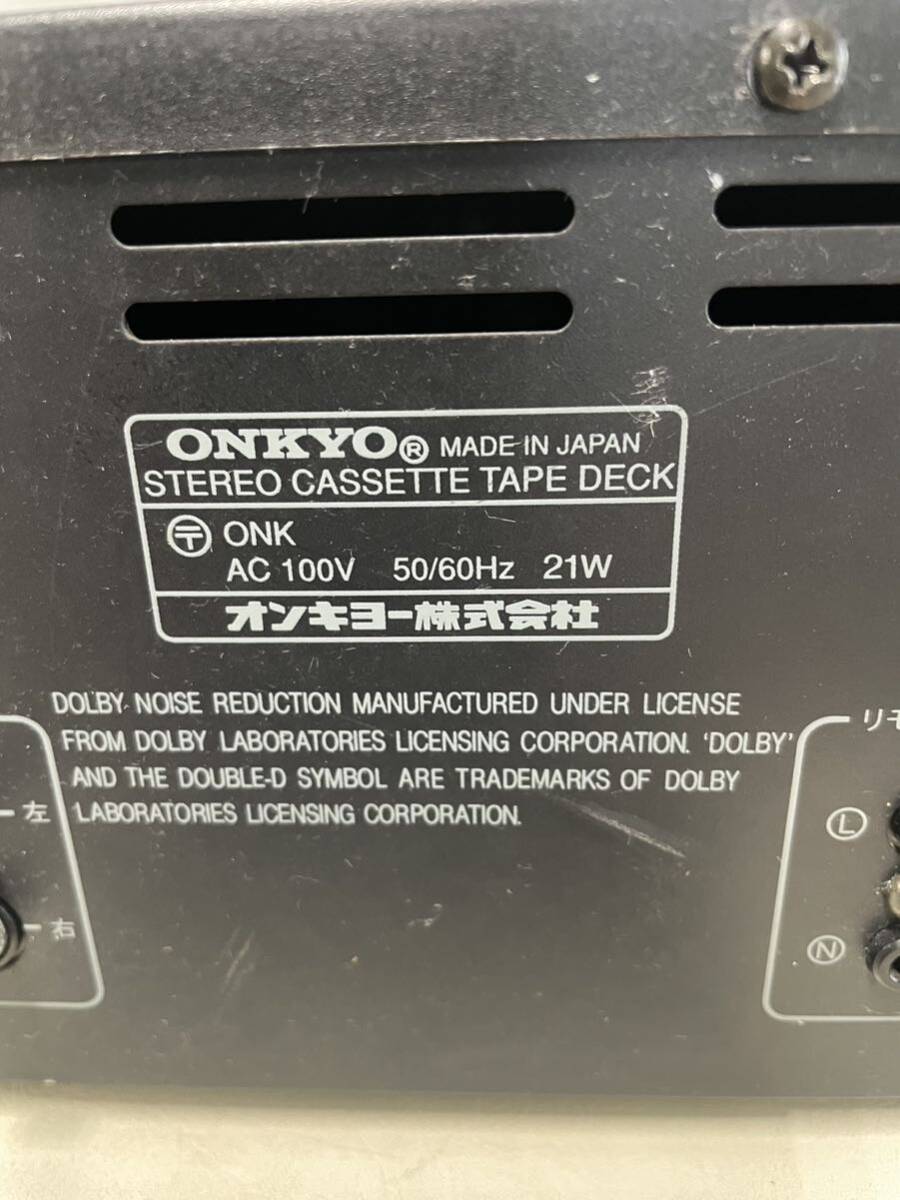 ONKYO® MADE IN JAPAN
STEREO CASSETTE TAPE DECK
〶 ONK
AC 100V 50/60Hz 21W
オンキヨー株式会社
DOLBY NOISE REDUCTION MANUFACTURED UNDER LICENSE
FROM DOLBY LABORATORIES LICENSING CORPORATION. 'DOLBY'
AND THE DOUBLE-D SYMBOL ARE TRADEMARKS OF DOLBY
LABORATORIES LICENSING CORPORATION.
左
右
リモ
Ⓛ
Ⓝ